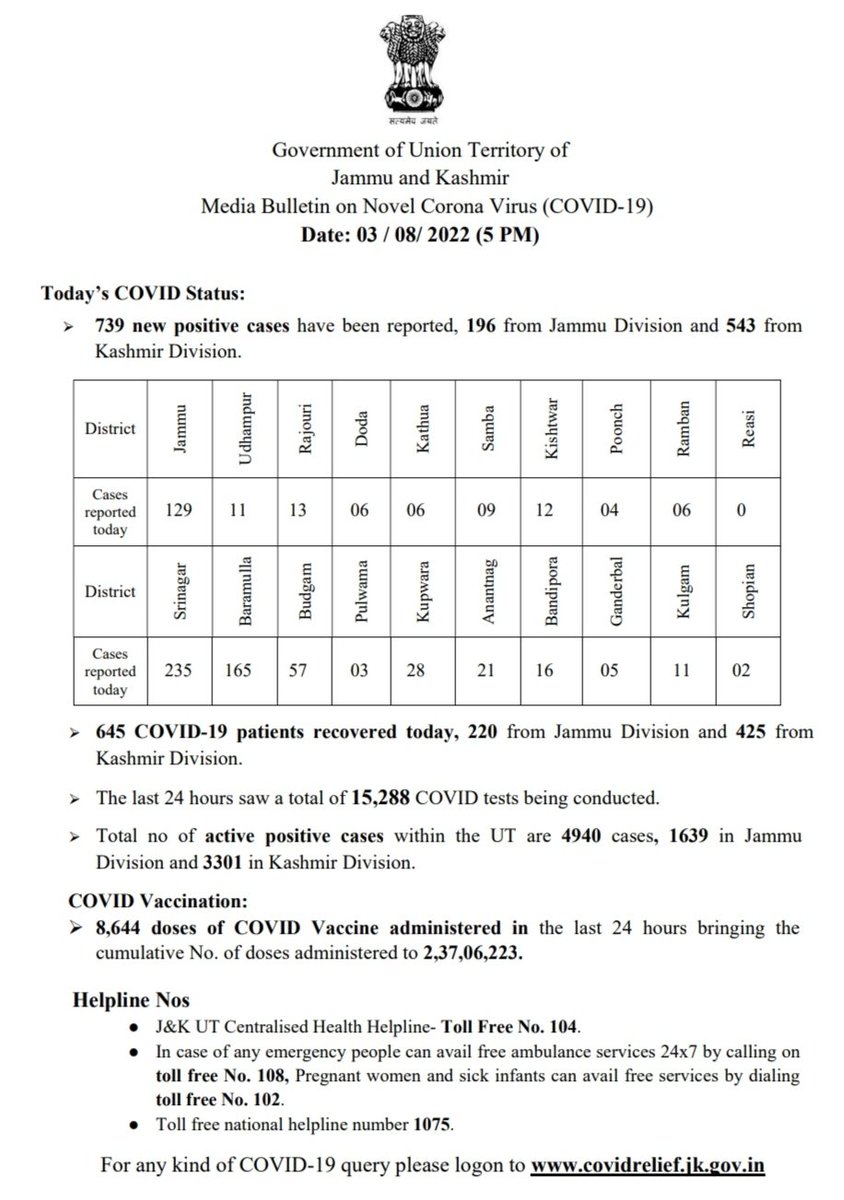 सत्यमेव जयते
Government of Union Territory of
Jammu and Kashmir
Media Bulletin on Novel Corona Virus (COVID-19)
Date: 03 / 08/ 2022 (5 PM)
Today’s COVID Status:
➢ 739 new positive cases have been reported, 196 from Jammu Division and 543 from
Kashmir Division.
District Jammu Udhampur Rajouri Doda Kathua Samba Kishtwar Poonch Ramban Reasi
Cases
reported
today
129 11 13 06 06 09 12 04 06 0
District Srinagar Baramulla Budgam Pulwama Kupwara Anantnag Bandipora Ganderbal Kulgam Shopian
Cases
reported
today
235 165 57 03 28 21 16 05 11 02
➢ 645 COVID-19 patients recovered today, 220 from Jammu Division and 425 from
Kashmir Division.
➢ The last 24 hours saw a total of 15,288 COVID tests being conducted.
➢ Total no of active positive cases within the UT are 4940 cases, 1639 in Jammu
Division and 3301 in Kashmir Division.
COVID Vaccination:
➢ 8,644 doses of COVID Vaccine administered in the last 24 hours bringing the
cumulative No. of doses administered to 2,37,06,223.
Helpline Nos
● J&K UT Centralised Health Helpline- Toll Free No. 104.
● In case of any emergency people can avail free ambulance services 24x7 by calling on
toll free No. 108, Pregnant women and sick infants can avail free services by dialing
toll free No. 102.
● Toll free national helpline number 1075.
For any kind of COVID-19 query please logon to www.covidrelief.jk.gov.in